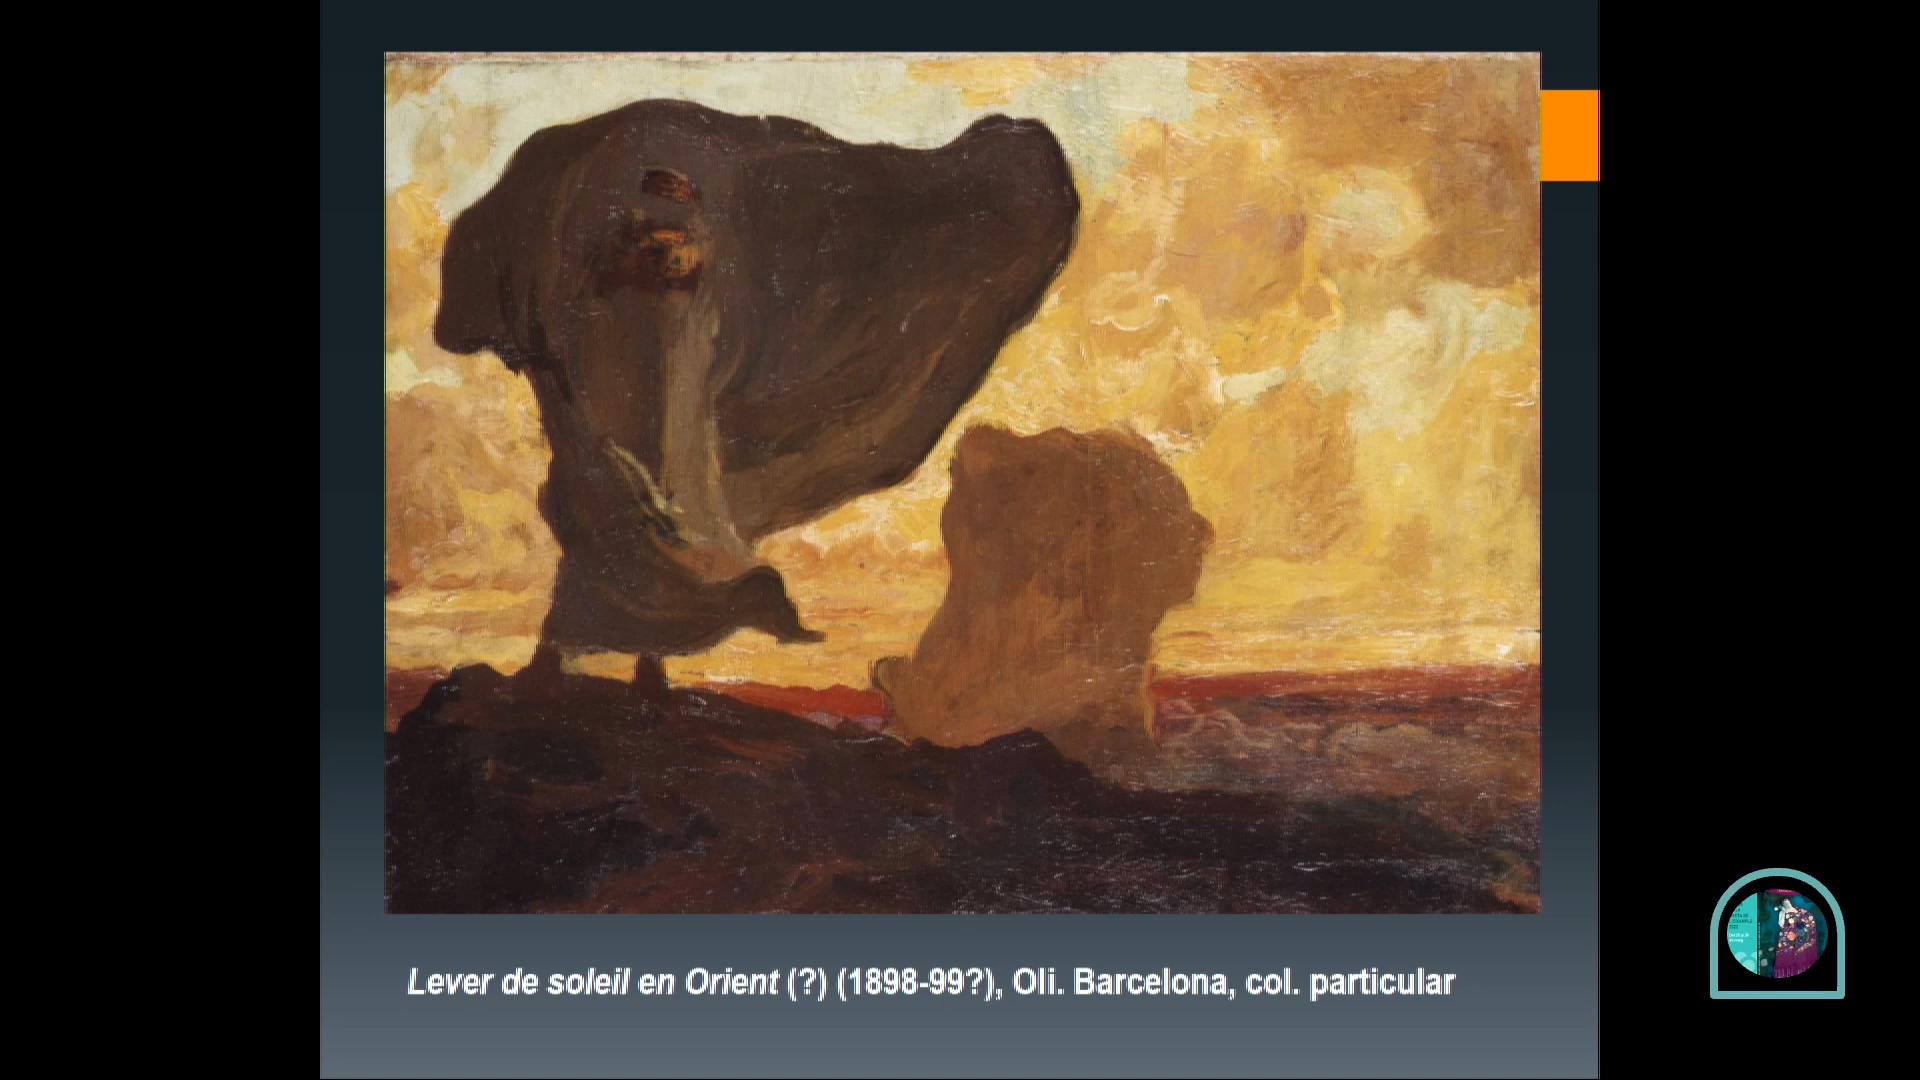 Lever de soleil en Orient (?) (1898-99?), Oli. Barcelona, col. particular